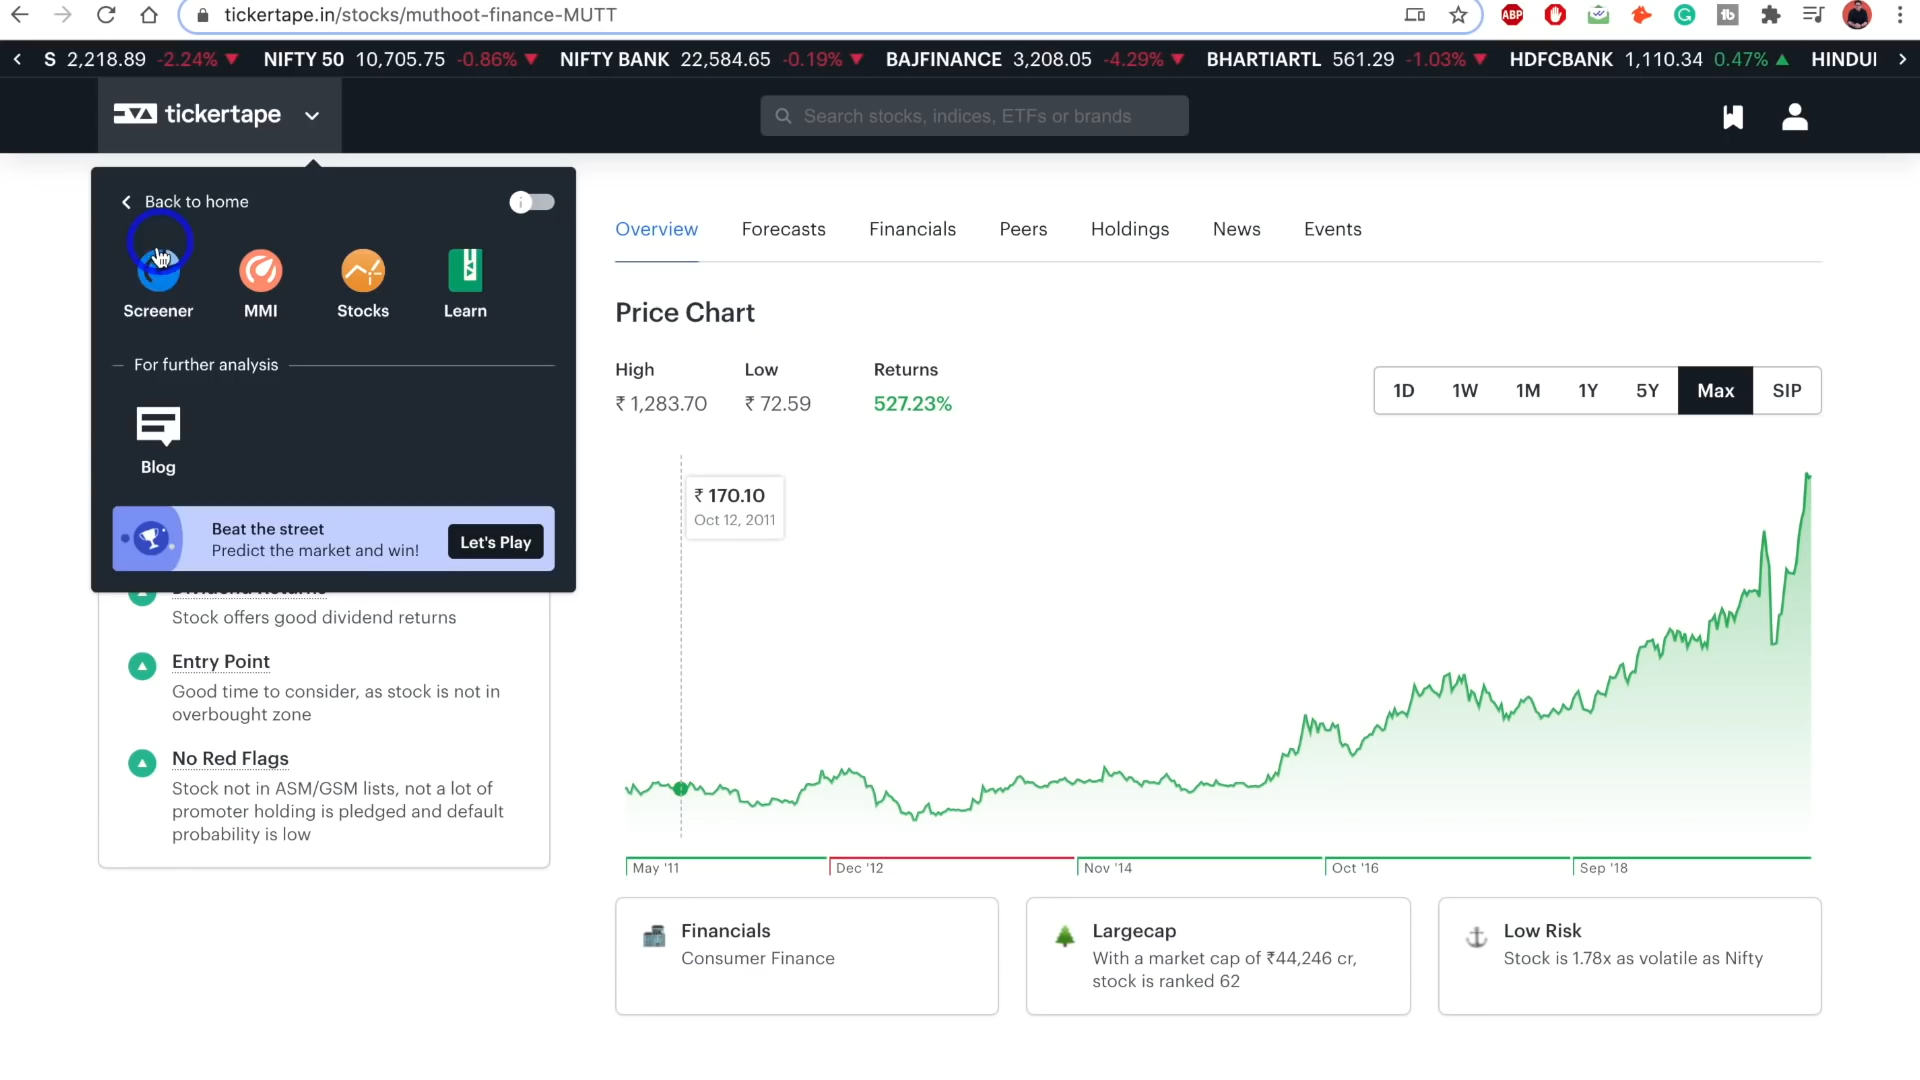 tickertape.in/stocks/muthoot-finance-MUTT
ABP
S 2,218.89 -2.24% NIFTY 50 10,705.75 -0.86% NIFTY BANK 22,584.65 -0.19% BAJFINANCE 3,208.05 -4.29% BHARTIARTL 561.29 -1.03% HDFCBANK 1,110.34 0.47% HINDUI
tickertape
Search stocks, indices, ETFs or brands
Back to home
Screener MMI Stocks Learn
For further analysis
Blog
Beat the street
Predict the market and win!
Let's Play
Dividend Returns
Stock offers good dividend returns
Entry Point
Good time to consider, as stock is not in
overbought zone
No Red Flags
Stock not in ASM/GSM lists, not a lot of
promoter holding is pledged and default
probability is low
Overview Forecasts Financials Peers Holdings News Events
Price Chart
High Low Returns
₹ 1,283.70 ₹ 72.59 527.23%
1D 1W 1M 1Y 5Y Max SIP
₹ 170.10
Oct 12, 2011
May '11 Dec '12 Nov '14 Oct '16 Sep '18
Financials
Consumer Finance
Largecap
With a market cap of ₹44,246 cr,
stock is ranked 62
Low Risk
Stock is 1.78x as volatile as Nifty